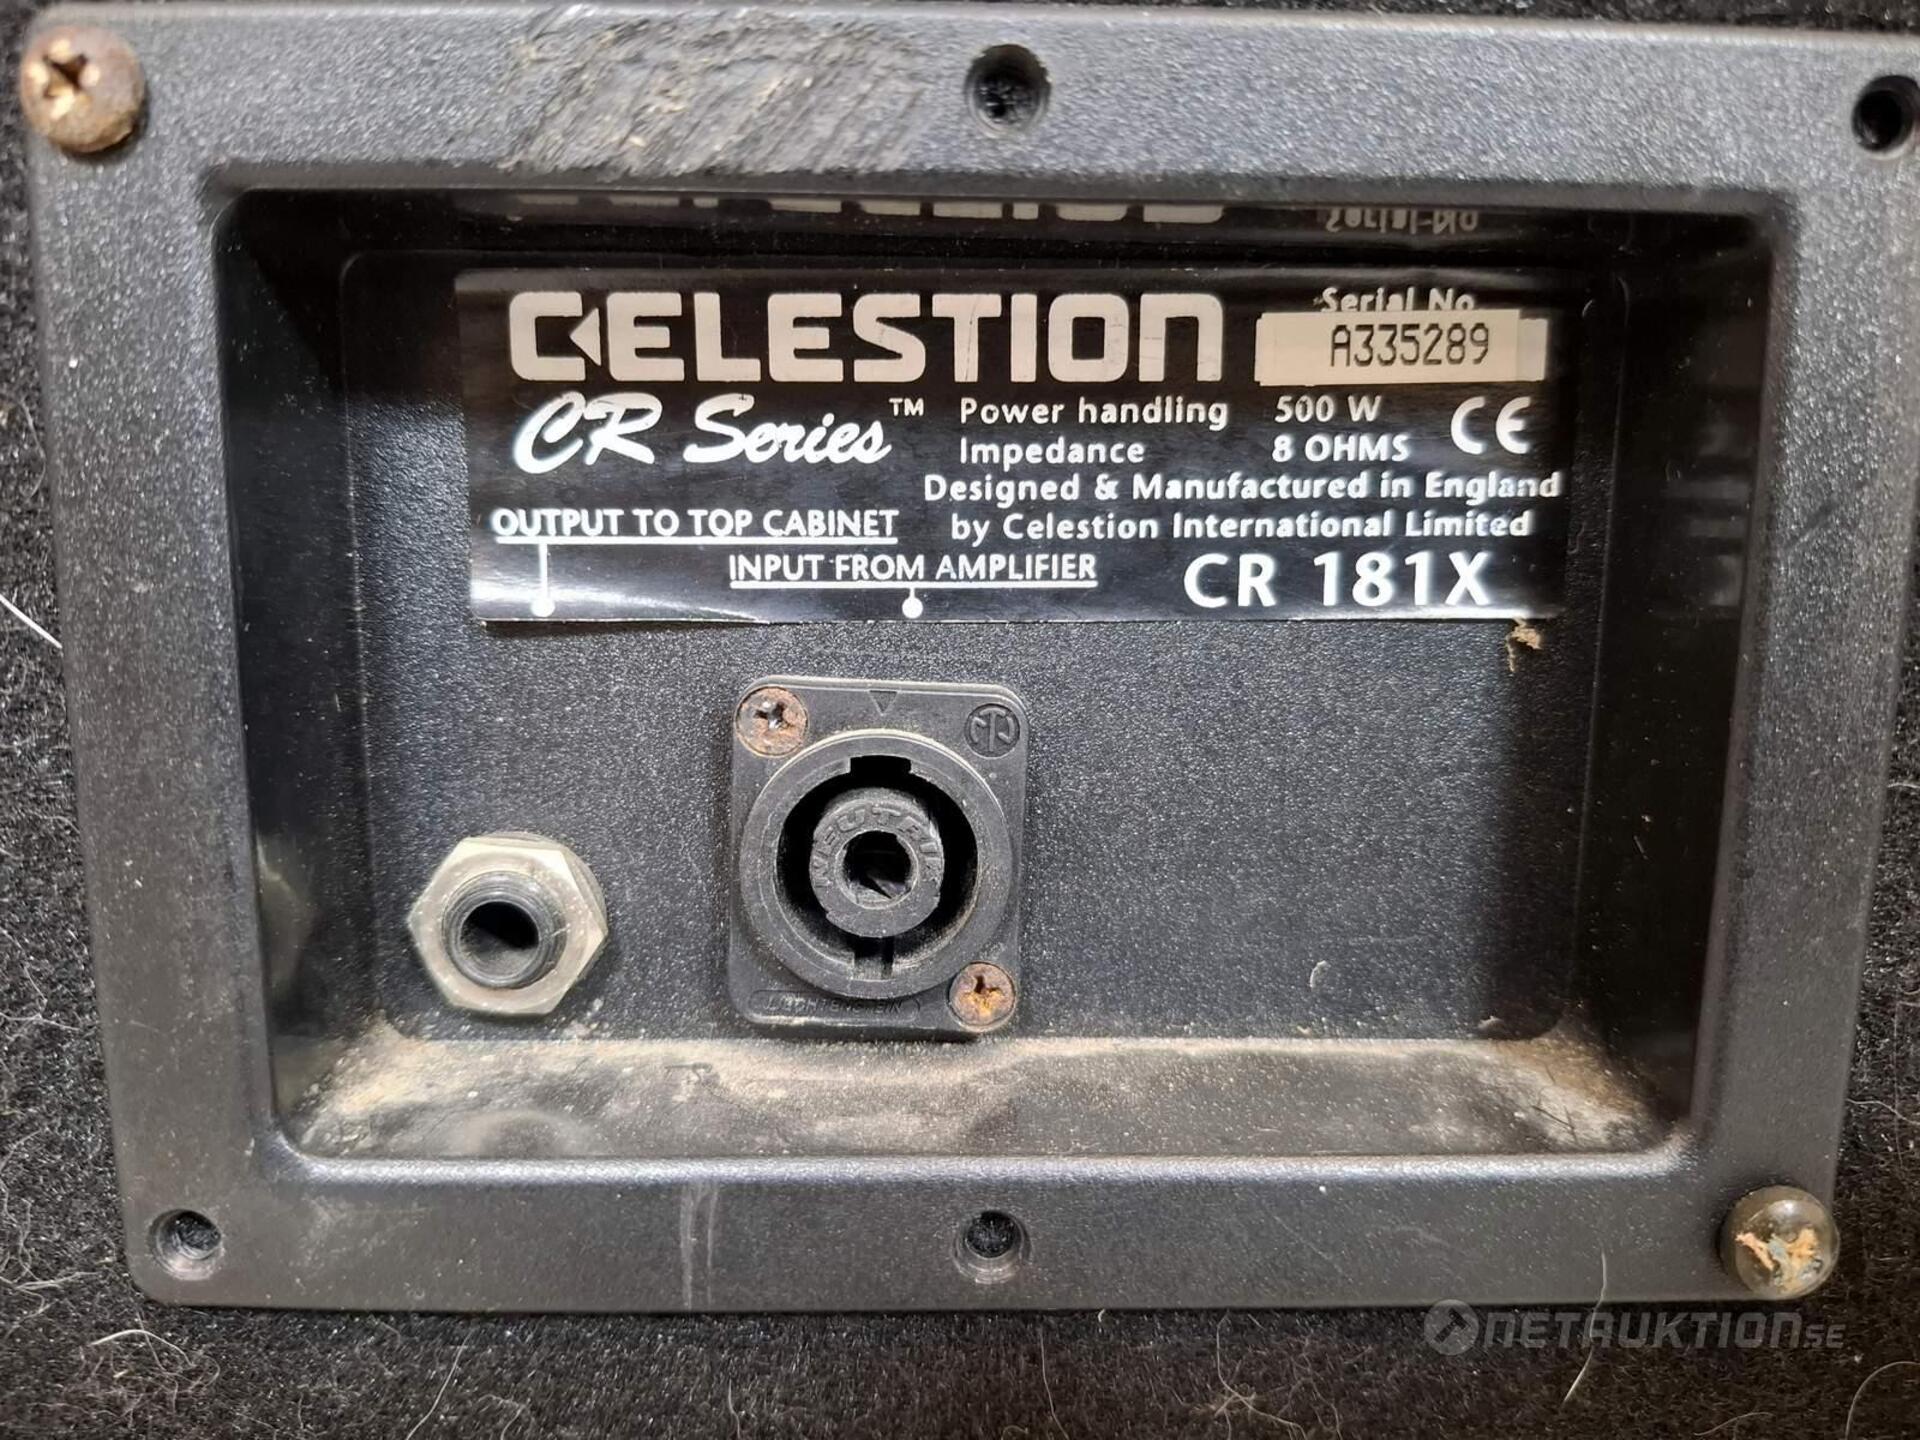 CELESTION
Serial No
A335289
CR Series™
Power handling 500 W
Impedance 8 OHMS
CE
Designed & Manufactured in England
by Celestion International Limited
OUTPUT TO TOP CABINET
INPUT FROM AMPLIFIER
CR 181X
NEUTRIK
LIECHTENSTEIN
NETAUKTION.SE